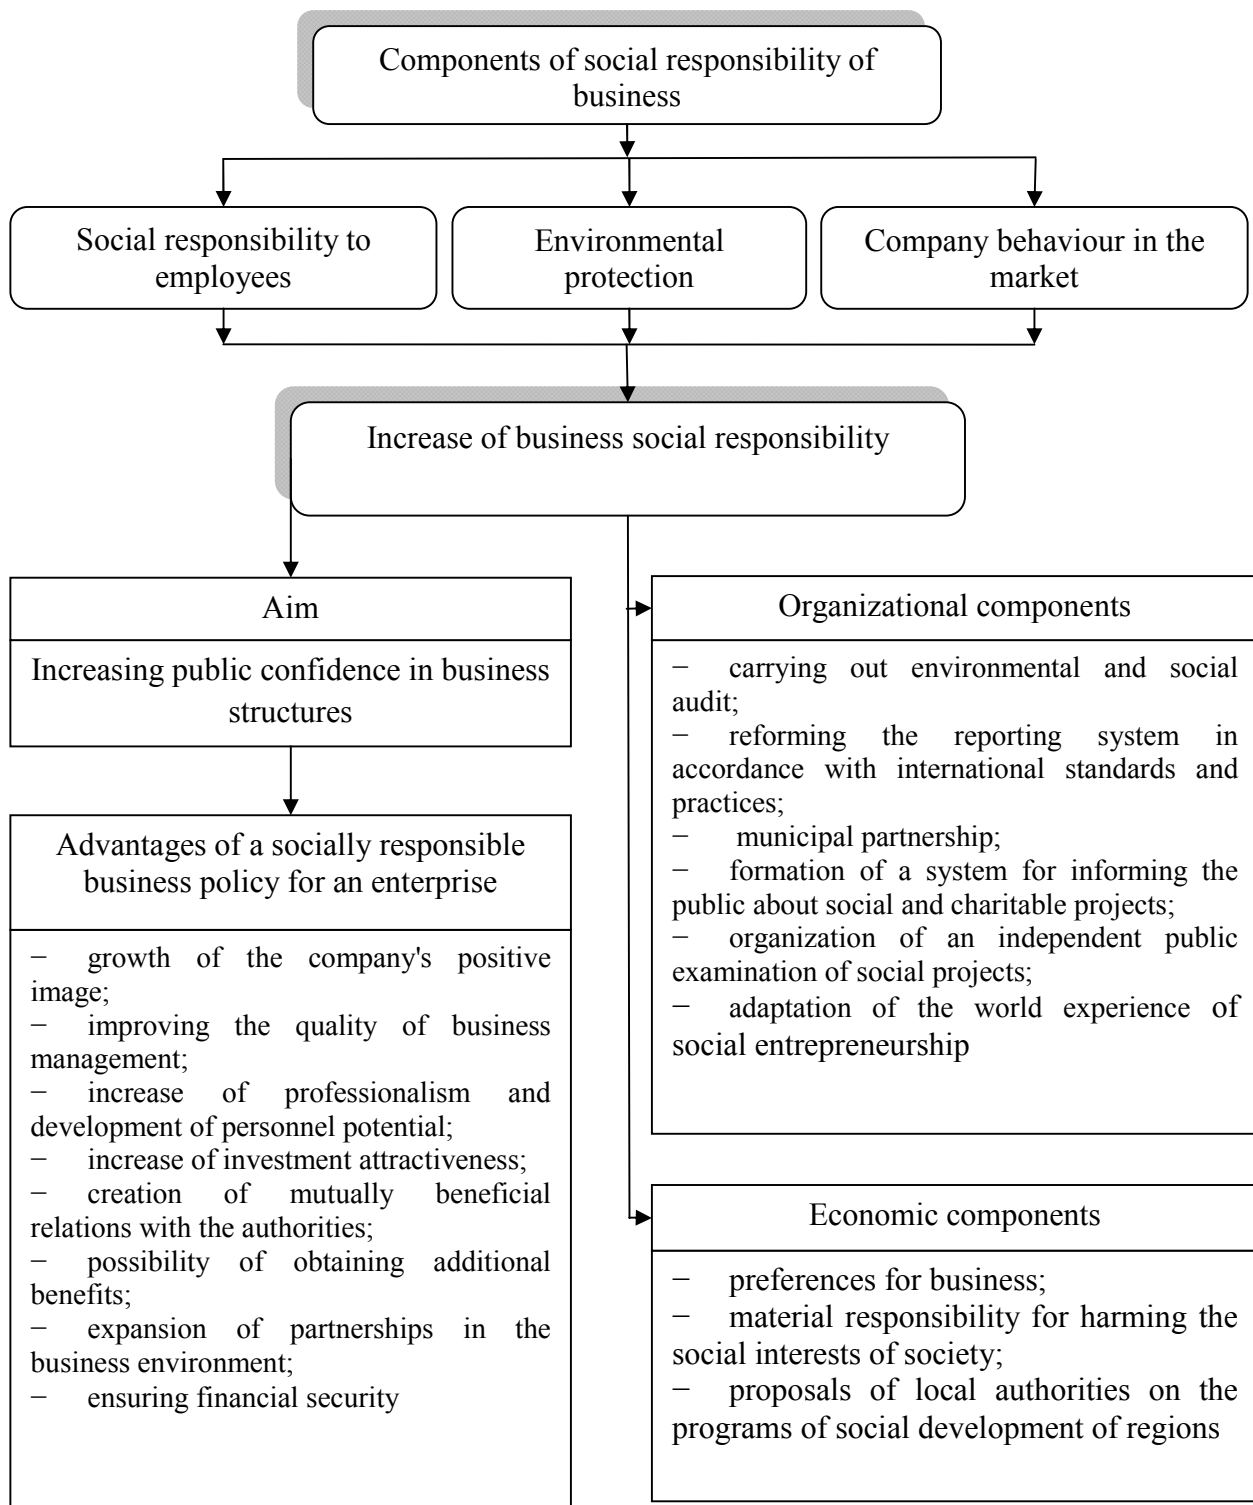 Components of social responsibility of
business
Social responsibility to
employees
Environmental
protection
Company behaviour in the
market
Increase of business social responsibility
Aim
Increasing public confidence in business
structures
Advantages of a socially responsible
business policy for an enterprise
− growth of the company's positive
image;
− improving the quality of business
management;
− increase of professionalism and
development of personnel potential;
− increase of investment attractiveness;
− creation of mutually beneficial
relations with the authorities;
− possibility of obtaining additional
benefits;
− expansion of partnerships in the
business environment;
− ensuring financial security
Organizational components
− carrying out environmental and social
audit;
− reforming the reporting system in
accordance with international standards and
practices;
− municipal partnership;
− formation of a system for informing the
public about social and charitable projects;
− organization of an independent public
examination of social projects;
− adaptation of the world experience of
social entrepreneurship
Economic components
− preferences for business;
− material responsibility for harming the
social interests of society;
− proposals of local authorities on the
programs of social development of regions